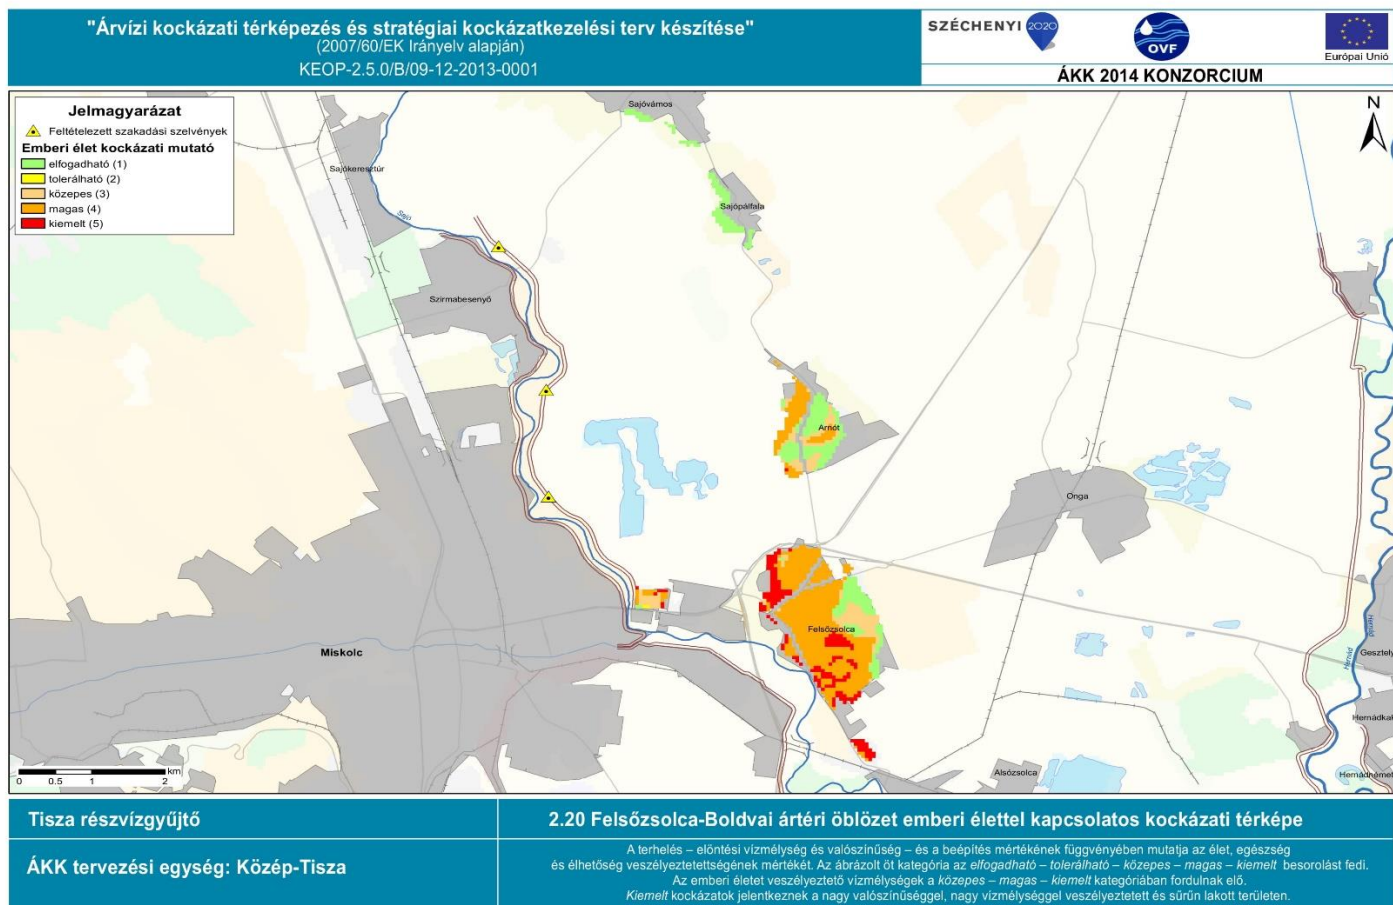 "Árvízi kockázati térképezés és stratégiai kockázatkezelési terv készítése"
(2007/60/EK Irányelv alapján)
KEOP-2.5.0/B/09-12-2013-0001
SZÉCHENYI 2020
OVF
Európai Unió
ÁKK 2014 KONZORCIUM
Jelmagyarázat
Feltételezett szakadási szelvények
Emberi élet kockázati mutató
elfogadható (1)
tolerálható (2)
közepes (3)
magas (4)
kiemelt (5)
N
Sajóvámos
Sajókeresztúr
Sajópálfala
Sajó
Szirmabesenyő
Arnót
Onga
Felsőzsolca
Miskolc
Hernád
Hernád
Gesztely
Hernádkak
Alsózsolca
Hernádnémet
km
0 0.5 1 2
Tisza részvízgyűjtő
ÁKK tervezési egység: Közép-Tisza
2.20 Felsőzsolca-Boldvai ártéri öblözet emberi élettel kapcsolatos kockázati térképe
A terhelés – elöntési vízmélység és valószínűség – és a beépítés mértékének függvényében mutatja az élet, egészség
és élhetőség veszélyeztetettségének mértékét. Az ábrázolt öt kategória az elfogadható – tolerálható – közepes – magas – kiemelt besorolást fedi.
Az emberi életet veszélyeztető vízmélységek a közepes – magas – kiemelt kategóriában fordulnak elő.
Kiemelt kockázatok jelentkeznek a nagy valószínűséggel, nagy vízmélységgel veszélyeztetett és sűrűn lakott területen.